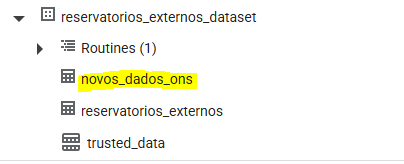 reservatorios_externos_dataset
Routines (1)
novos_dados_ons
reservatorios_externos
trusted_data